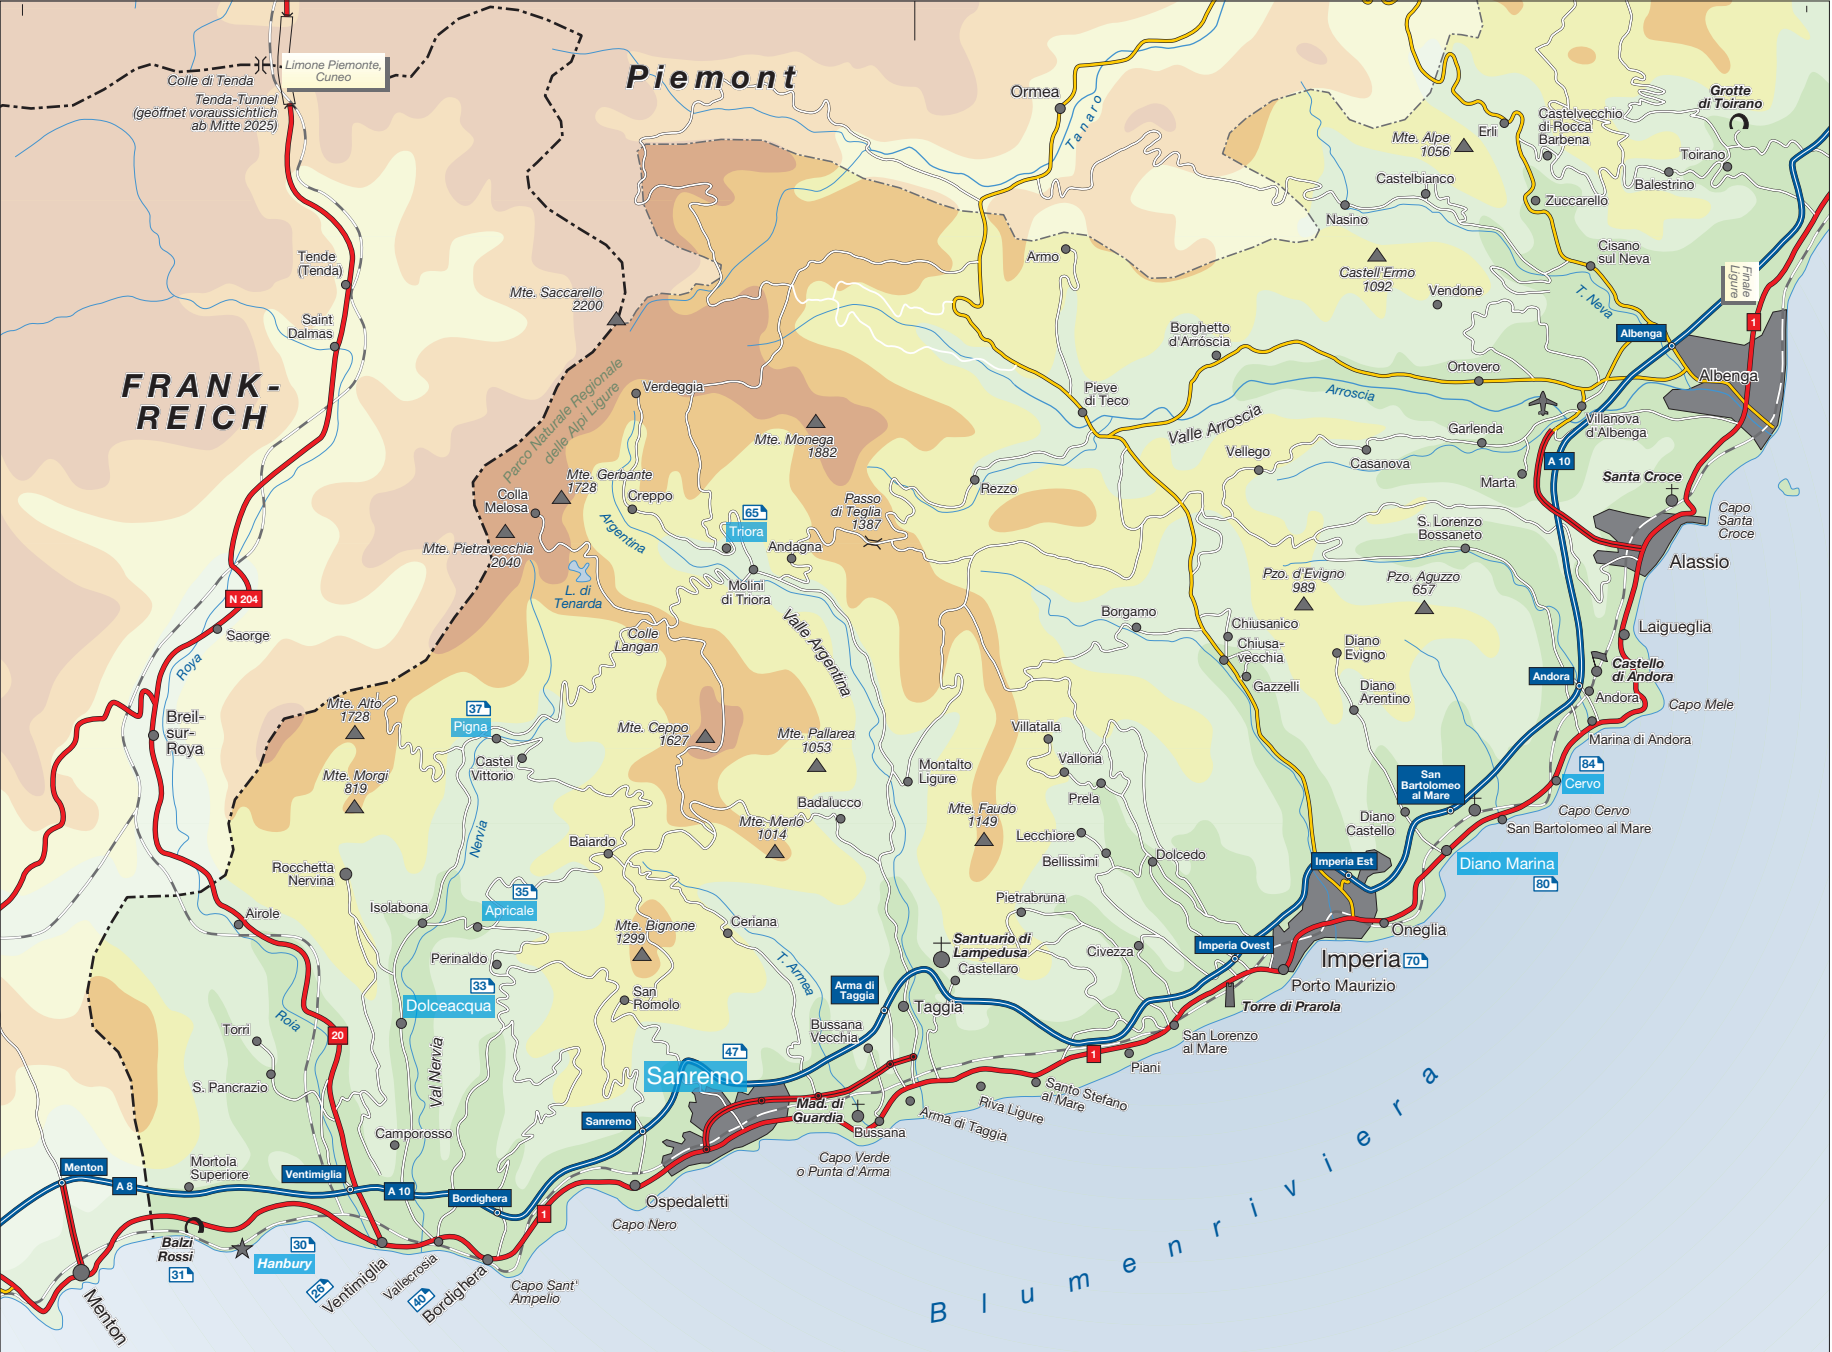 Limone Piemonte,
Cuneo
Colle di Tenda
Tenda-Tunnel
(geöffnet voraussichtlich
ab Mitte 2025)
Piemont
Ormea
Tanaro
Grotte
di Toirano
Castelvecchio
di Rocca
Barbena
Erli
Mte. Alpe
1056
Toirano
Balestrino
Castelbianco
Zuccarello
Nasino
Tende
(Tenda)
Armo
Cisano
sul Neva
Castell'Ermo
1092
Finale
Ligure
Vendone
T. Neva
Mte. Saccarello
2200
Saint
Dalmas
1
Borghetto
d'Arróscia
Albenga
Ortovero
Albenga
FRANK-
REICH
Parco Naturale Regionale
delle Alpi Ligure
Verdeggia
Pieve
di Teco
Arroscia
Valle Arroscia
Villanova
d'Albenga
Mte. Monega
1882
Garlenda
Vellego
Casanova
A 10
Marta
Santa Croce
Mte. Gerbante
1728
Colla
Melosa
Creppo
Rezzo
Passo
di Teglia
1387
Capo
Santa
Croce
65
Triora
Argentina
S. Lorenzo
Bossaneto
Andagna
Mte. Pietravecchia
2040
Alassio
L. di
Tenarda
Molini
di Triora
Pzo. d'Evigno
989
Pzo. Aguzzo
657
N 204
Saorge
Borgamo
Chiusanico
Laigueglia
Valle Argentina
Colle
Langan
Chiusa-
vecchia
Diano
Evigno
Castello
di Andora
Roya
Gazzelli
Andora
Diano
Arentino
Andora
Capo Mele
Mte. Alto
1728
37
Pigna
Breil-
sur-
Roya
Mte. Ceppo
1627
Mte. Pallarea
1053
Villatalla
Marina di Andora
Castel
Vittorio
Montalto
Ligure
Valloria
84
Cervo
Mte. Morgi
819
Prela
San
Bartolomeo
al Mare
Badalucco
Capo Cervo
Mte. Faudo
1149
Diano
Castello
San Bartolomeo al Mare
Mte. Merlo
1014
Nervia
Baiardo
Lecchiore
Bellissimi
Dolcedo
Imperia Est
Diano Marina
80
Rocchetta
Nervina
35
Apricale
Isolabona
Pietrabruna
Airole
Mte. Bignone
1299
Ceriana
Oneglia
Santuario di
Lampedusa
Imperia Ovest
Civezza
Perinaldo
T. Armea
Castellaro
Imperia
70
33
Dolceacqua
Arma di
Taggia
Porto Maurizio
San
Romolo
Taggia
Torre di Prarola
Roia
Torri
20
Bussana
Vecchia
San Lorenzo
al Mare
47
Sanremo
1
Piani
Val Nervia
S. Pancrazio
Santo Stefano
al Mare
Riva Ligure
Arma di Taggia
Mad. di
Guardia
Bussana
Sanremo
Camporosso
Capo Verde
o Punta d'Arma
Menton
A 8
Mortola
Superiore
Ventimiglia
A 10
Bordighera
1
Ospedaletti
Capo Nero
Balzi
Rossi
31
30
Hanbury
26
Ventimiglia
Vallecrosia
40
Bordighera
Capo Sant'
Ampelio
Menton
Blumenriviera